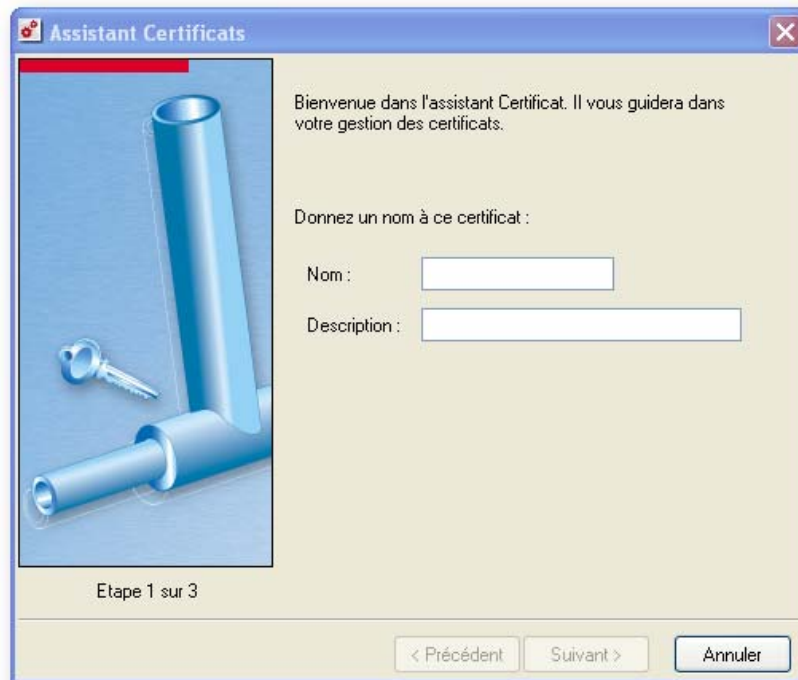 Assistant Certificats
Bienvenue dans l'assistant Certificat. Il vous guidera dans
votre gestion des certificats.
Donnez un nom à ce certificat :
Nom :
Description :
Etape 1 sur 3
< Précédent
Suivant >
Annuler